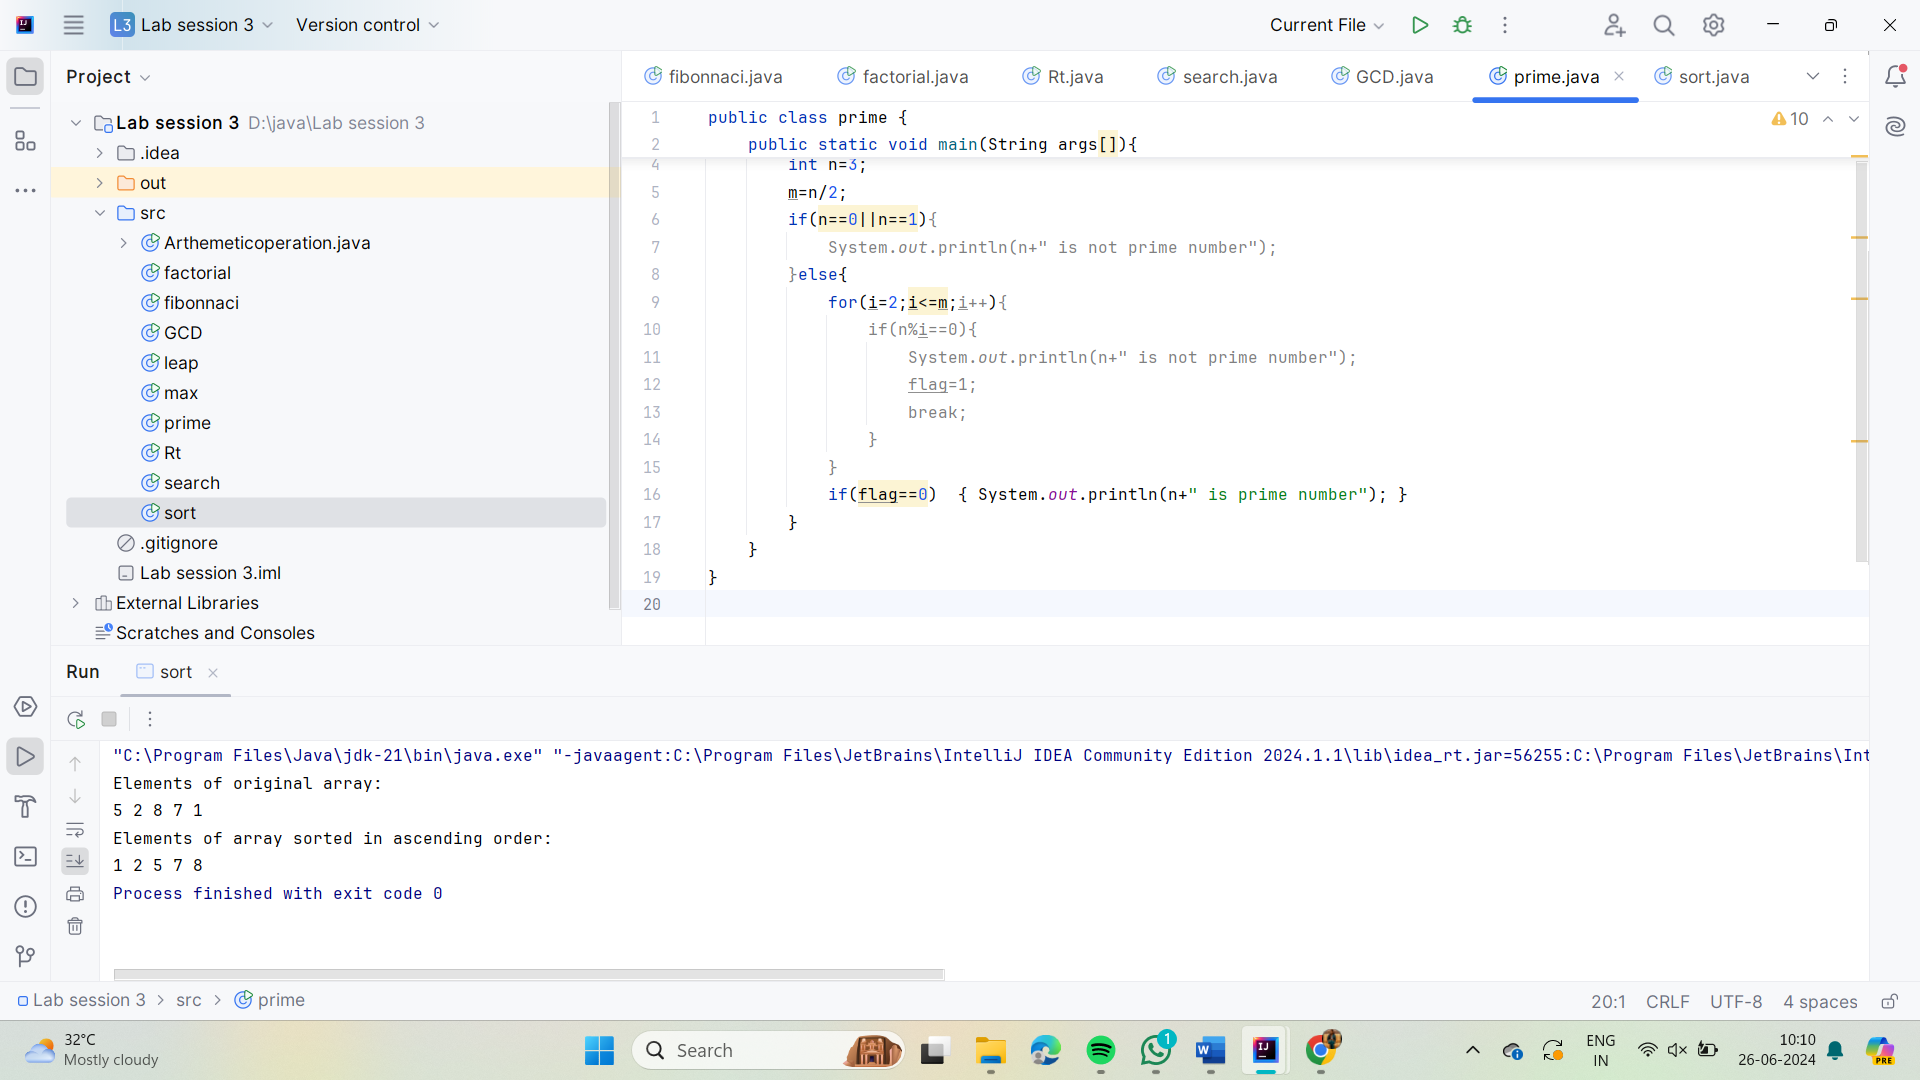 L3 Lab session 3 Version control Current File
Project
Lab session 3 D:\java\Lab session 3
.idea
out
src
Arthemeticoperation.java
factorial
fibonnaci
GCD
leap
max
prime
Rt
search
sort
.gitignore
Lab session 3.iml
External Libraries
Scratches and Consoles
fibonnaci.java factorial.java Rt.java search.java GCD.java prime.java sort.java
10
1 public class prime {
2 public static void main(String args[]){
4 int n=3;
5 m=n/2;
6 if(n==0||n==1){
7 System.out.println(n+" is not prime number");
8 }else{
9 for(i=2;i<=m;i++){
10 if(n%i==0){
11 System.out.println(n+" is not prime number");
12 flag=1;
13 break;
14 }
15 }
16 if(flag==0) { System.out.println(n+" is prime number"); }
17 }
18 }
19 }
20
Run sort
"C:\Program Files\Java\jdk-21\bin\java.exe" "-javaagent:C:\Program Files\JetBrains\IntelliJ IDEA Community Edition 2024.1.1\lib\idea_rt.jar=56255:C:\Program Files\JetBrains\Int
Elements of original array:
5 2 8 7 1
Elements of array sorted in ascending order:
1 2 5 7 8
Process finished with exit code 0
Lab session 3 > src > prime
20:1 CRLF UTF-8 4 spaces
32°C
Mostly cloudy
Search
1
ENG
IN
10:10
26-06-2024
PRE